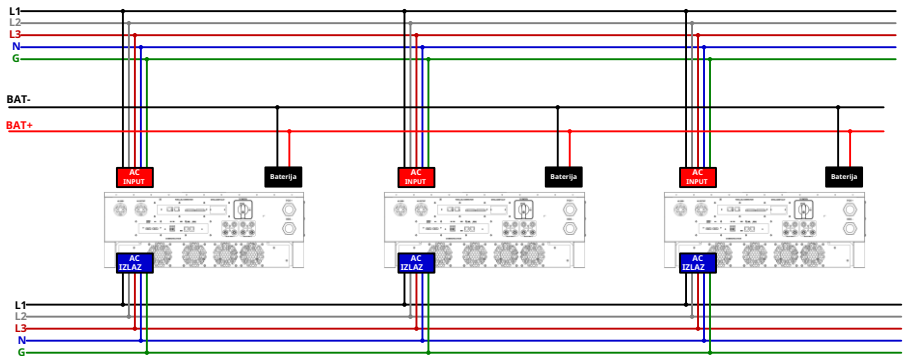 L1
L2
L3
N
G
BAT-
BAT+
AC
INPUT
Baterija
AC
INPUT
Baterija
AC
INPUT
Baterija
AC
IZLAZ
AC
IZLAZ
AC
IZLAZ
L1
L2
L3
N
G